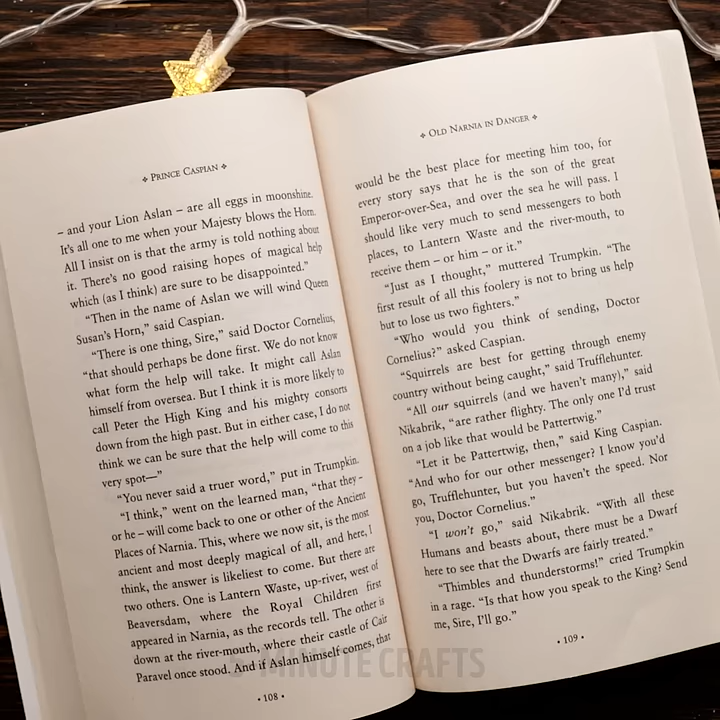 ❖ PRINCE CASPIAN ❖
– and your Lion Aslan – are all eggs in moonshine.
It's all one to me when your Majesty blows the Horn.
All I insist on is that the army is told nothing about
it. There's no good raising hopes of magical help
which (as I think) are sure to be disappointed."
"Then in the name of Aslan we will wind Queen
Susan's Horn," said Caspian.
"There is one thing, Sire," said Doctor Cornelius,
"that should perhaps be done first. We do not know
what form the help will take. It might call Aslan
himself from oversea. But I think it is more likely to
call Peter the High King and his mighty consorts
down from the high past. But in either case, I do not
think we can be sure that the help will come to this
very spot—"
"You never said a truer word," put in Trumpkin.
"I think," went on the learned man, "that they –
or he – will come back to one or other of the Ancient
Places of Narnia. This, where we now sit, is the most
ancient and most deeply magical of all, and here, I
think, the answer is likeliest to come. But there are
two others. One is Lantern Waste, up-river, west of
Beaversdam, where the Royal Children first
appeared in Narnia, as the records tell. The other is
down at the river-mouth, where their castle of Cair
Paravel once stood. And if Aslan himself comes, that
• 108 •
❖ OLD NARNIA IN DANGER ❖
would be the best place for meeting him too, for
every story says that he is the son of the great
Emperor-over-Sea, and over the sea he will pass. I
should like very much to send messengers to both
places, to Lantern Waste and the river-mouth, to
receive them – or him – or it."
"Just as I thought," muttered Trumpkin. "The
first result of all this foolery is not to bring us help
but to lose us two fighters."
"Who would you think of sending, Doctor
Cornelius?" asked Caspian.
"Squirrels are best for getting through enemy
country without being caught," said Trufflehunter.
"All our squirrels (and we haven't many)," said
Nikabrik, "are rather flighty. The only one I'd trust
on a job like that would be Pattertwig."
"Let it be Pattertwig, then," said King Caspian.
"And who for our other messenger? I know you'd
go, Trufflehunter, but you haven't the speed. Nor
you, Doctor Cornelius."
"I won't go," said Nikabrik. "With all these
Humans and beasts about, there must be a Dwarf
here to see that the Dwarfs are fairly treated."
"Thimbles and thunderstorms!" cried Trumpkin
in a rage. "Is that how you speak to the King? Send
me, Sire, I'll go."
• 109 •
5-MINUTE CRAFTS